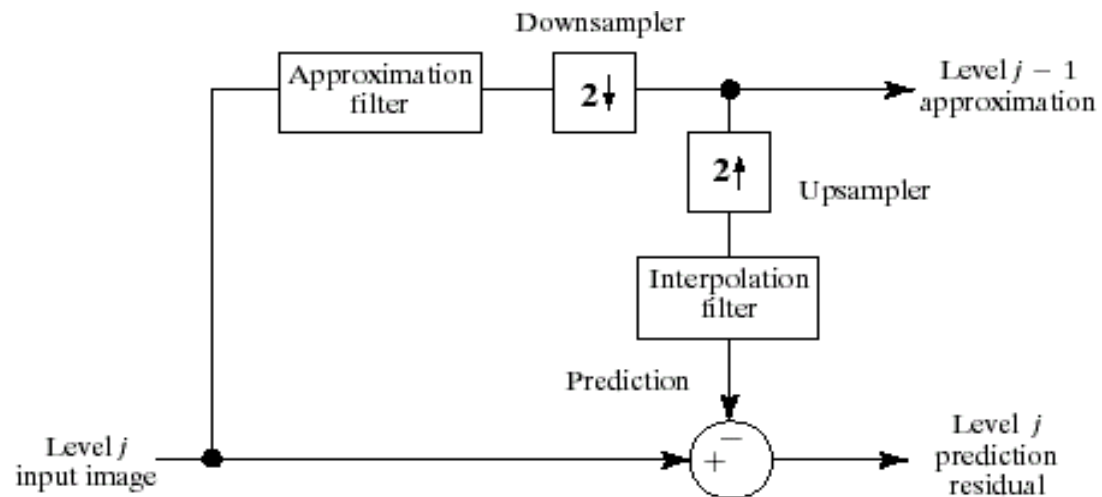 Downsampler
Approximation
filter
2↓
Level j − 1
approximation
2↑
Upsampler
Interpolation
filter
Prediction
−
+
Level j
input image
Level j
prediction
residual